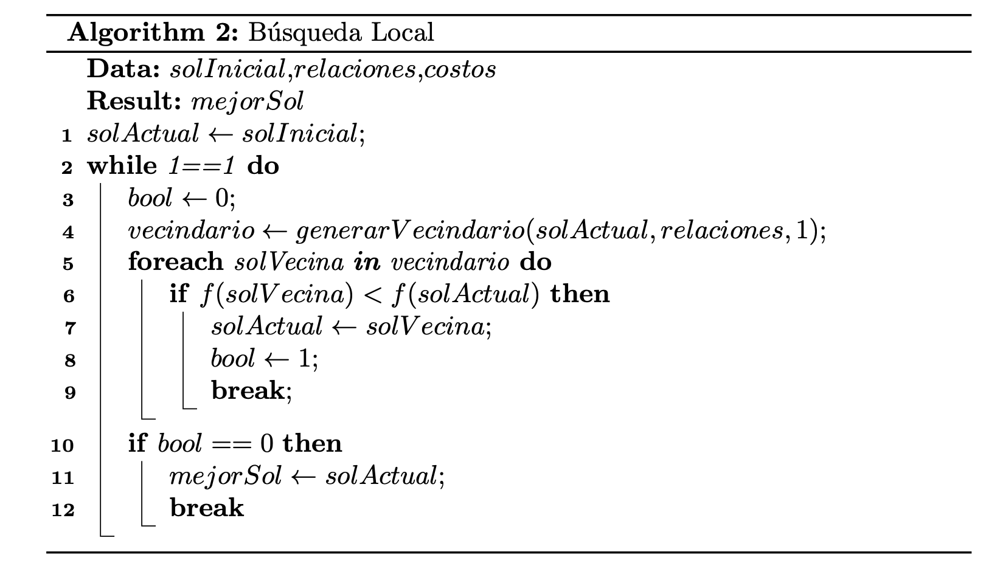 Algorithm 2: Búsqueda Local
Data: solInicial,relaciones,costos
Result: mejorSol
1 solActual ← solInicial;
2 while 1==1 do
3 bool ← 0;
4 vecindario ← generarVecindario(solActual, relaciones, 1);
5 foreach solVecina in vecindario do
6 if f(solVecina) < f(solActual) then
7 solActual ← solVecina;
8 bool ← 1;
9 break;
10 if bool == 0 then
11 mejorSol ← solActual;
12 break